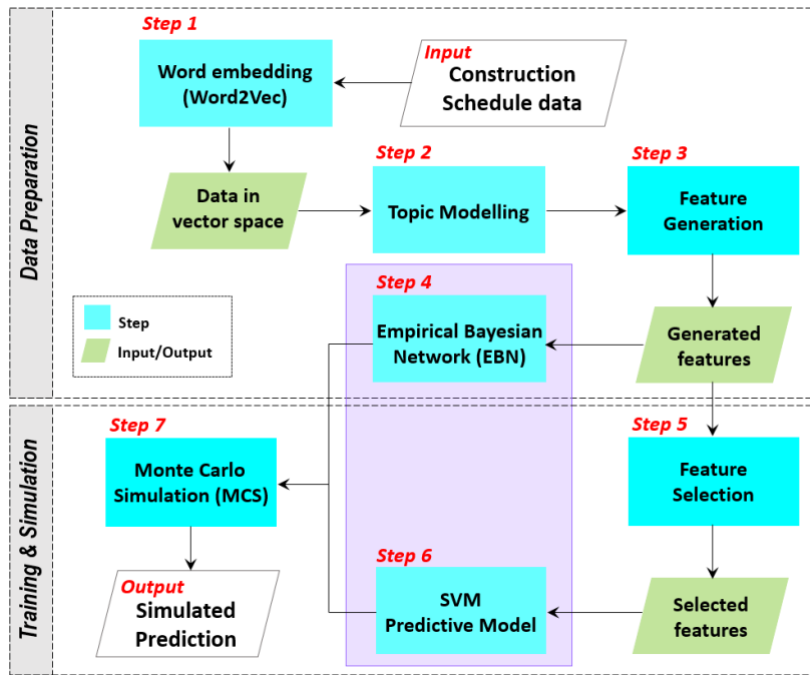 Data Preparation
Step 1
Word embedding
(Word2Vec)
Input
Construction
Schedule data
Data in
vector space
Step 2
Topic Modelling
Step 3
Feature
Generation
Step
Input/Output
Step 4
Empirical Bayesian
Network (EBN)
Generated
features
Training & Simulation
Step 7
Monte Carlo
Simulation (MCS)
Step 5
Feature
Selection
Output
Simulated
Prediction
Step 6
SVM
Predictive Model
Selected
features